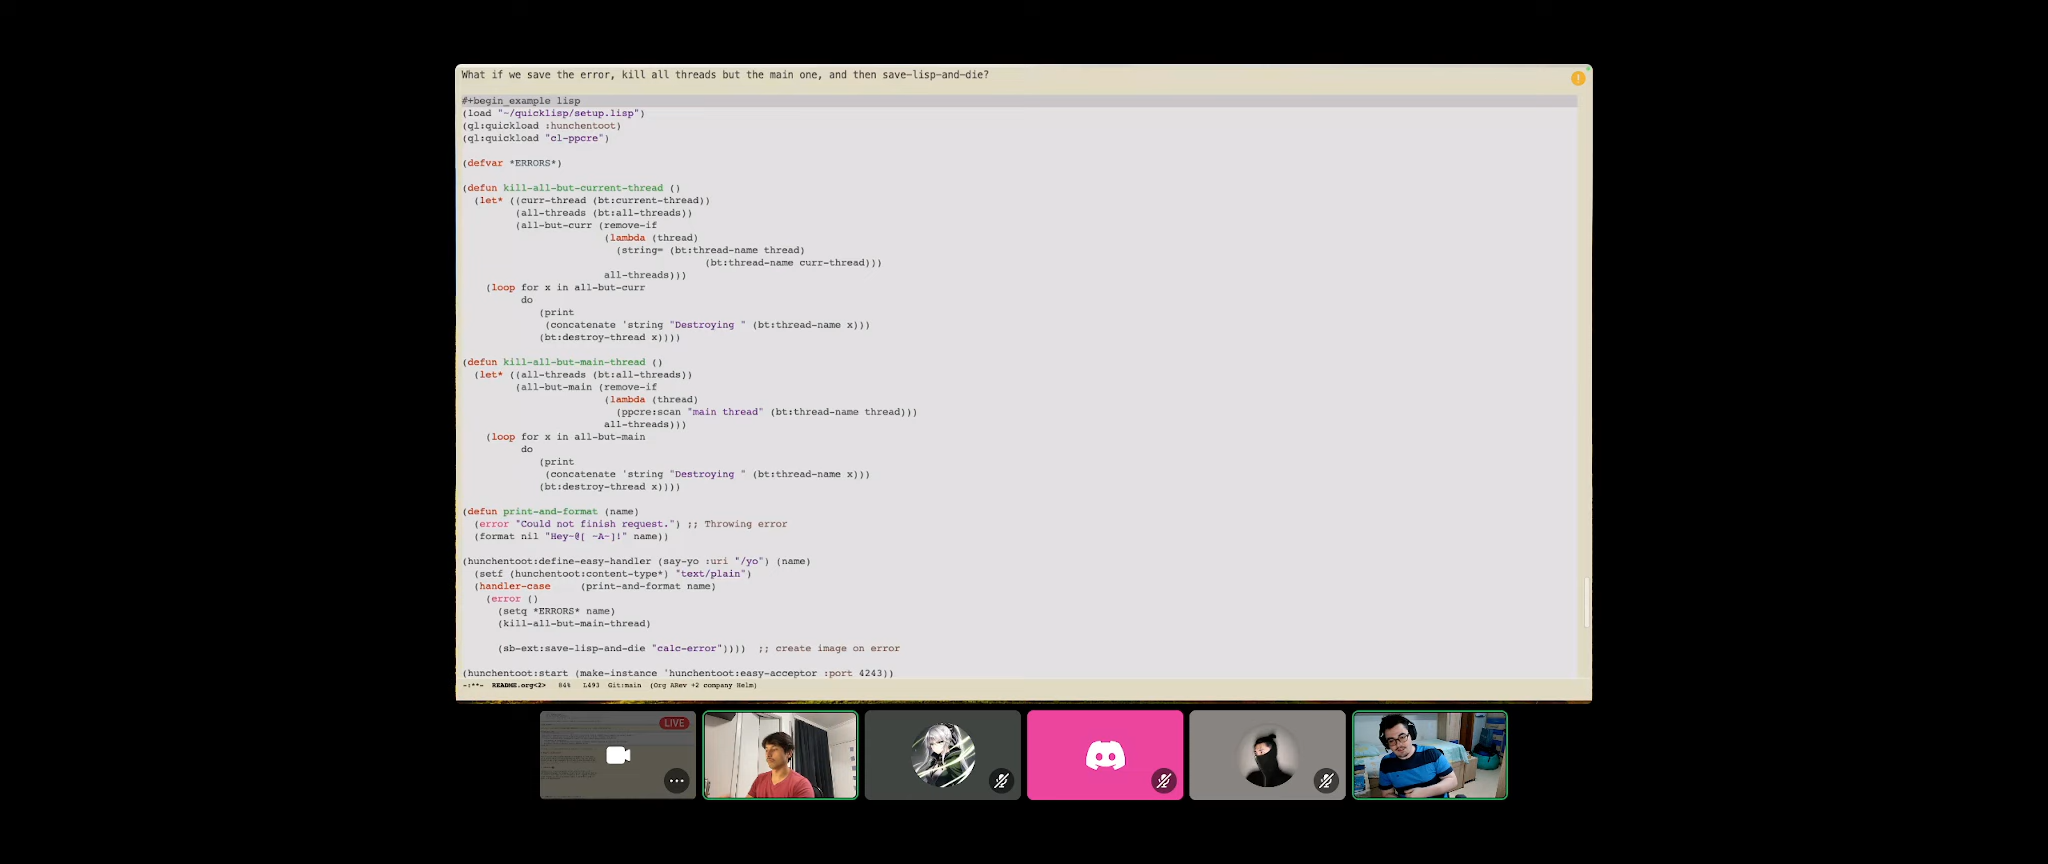 What if we save the error, kill all threads but the main one, and then save-lisp-and-die?
#+begin_example lisp
(load "~/quicklisp/setup.lisp")
(ql:quickload :hunchentoot)
(ql:quickload "cl-ppcre")
(defvar *ERRORS*)
(defun kill-all-but-current-thread ()
(let* ((curr-thread (bt:current-thread))
(all-threads (bt:all-threads))
(all-but-curr (remove-if
(lambda (thread)
(string= (bt:thread-name thread)
(bt:thread-name curr-thread)))
all-threads)))
(loop for x in all-but-curr
do
(print
(concatenate 'string "Destroying " (bt:thread-name x)))
(bt:destroy-thread x))))
(defun kill-all-but-main-thread ()
(let* ((all-threads (bt:all-threads))
(all-but-main (remove-if
(lambda (thread)
(ppcre:scan "main thread" (bt:thread-name thread)))
all-threads)))
(loop for x in all-but-main
do
(print
(concatenate 'string "Destroying " (bt:thread-name x)))
(bt:destroy-thread x))))
(defun print-and-format (name)
(error "Could not finish request.") ;; Throwing error
(format nil "Hey~@[ ~A~]!" name))
(hunchentoot:define-easy-handler (say-yo :uri "/yo") (name)
(setf (hunchentoot:content-type*) "text/plain")
(handler-case (print-and-format name)
(error ()
(setq *ERRORS* name)
(kill-all-but-main-thread)
(sb-ext:save-lisp-and-die "calc-error")))) ;; create image on error
(hunchentoot:start (make-instance 'hunchentoot:easy-acceptor :port 4243))
-:**- README.org<2> 84% L493 Git:main (Org ARev +2 company Helm)
LIVE